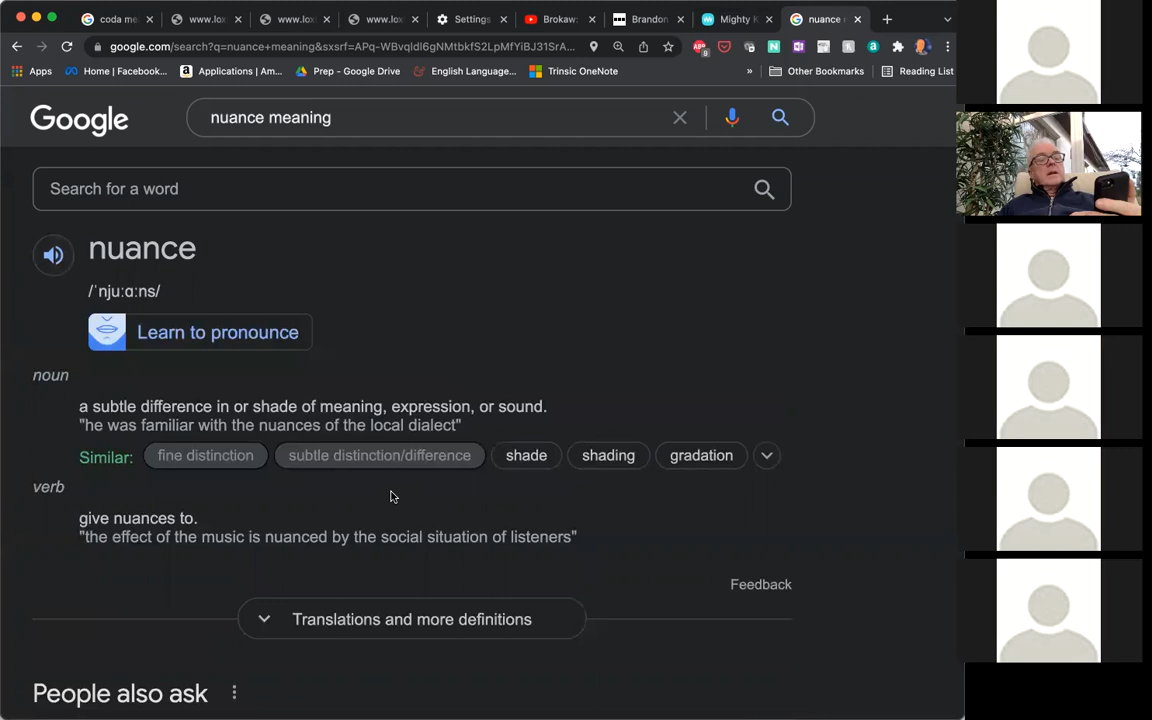 coda me
www.lox
www.lox
www.lox
Settings
Brokaw:
Brandon
Mighty K
nuance
google.com/search?q=nuance+meaning&sxsrf=
Apps
Home | Facebook...
Applications | Am...
Prep - Google Drive
English Language...
Trinsic OneNote
»
Other Bookmarks
Reading List
Google
nuance meaning
Search for a word
nuance
/ˈnjuːɑːns/
Learn to pronounce
noun
a subtle difference in or shade of meaning, expression, or sound.
"he was familiar with the nuances of the local dialect"
Similar: fine distinction subtle distinction/difference shade shading gradation
verb
give nuances to.
"the effect of the music is nuanced by the social situation of listeners"
Feedback
Translations and more definitions
People also ask